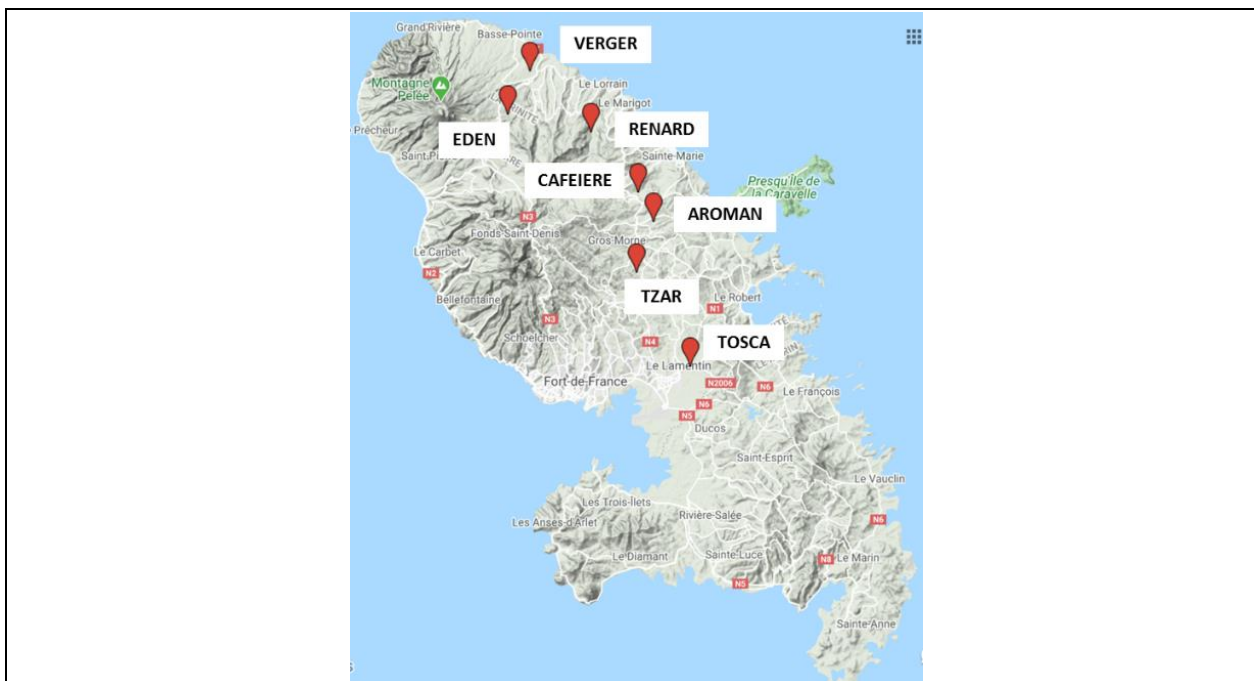 Grand Rivière
Basse-Pointe
VERGER
Montagne
Pelée
Le Lorrain
Le Marigot
EDEN
RENARD
Sainte-Marie
CAFEIERE
Presqu'île de
la Caravelle
AROMAN
N3
Fonds-Saint-Denis
Gros Morne
Le Carbet
N2
TZAR
Bellefontaine
Le Robert
N1
N3
Schoelcher
N4
TOSCA
Le Lamentin
Fort-de-France
N2006
N6
Le François
N6
N5
Ducos
Saint-Esprit
Le Vauclin
Les Trois-Îlets
Rivière-Salée
Les Anses-d'Arlet
N6
Le Diamant
Sainte-Luce
N8
Le Marin
N5
Sainte-Anne